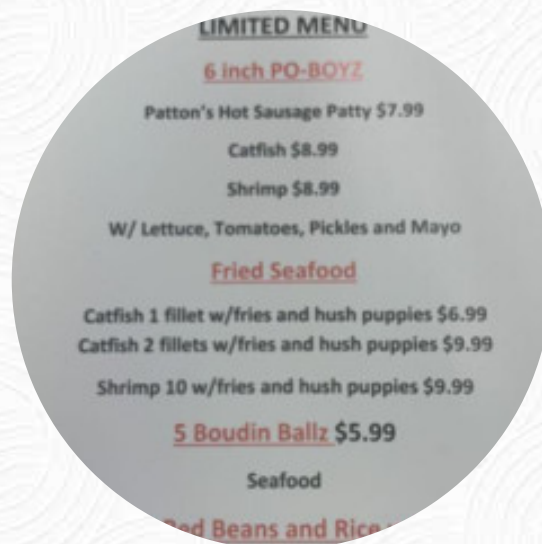 LIMITED MENU
6 inch PO-BOYZ
Patton's Hot Sausage Patty $7.99
Catfish $8.99
Shrimp $8.99
W/ Lettuce, Tomatoes, Pickles and Mayo
Fried Seafood
Catfish 1 fillet w/fries and hush puppies $6.99
Catfish 2 fillets w/fries and hush puppies $9.99
Shrimp 10 w/fries and hush puppies $9.99
5 Boudin Ballz $5.99
Seafood
Beans and Rice